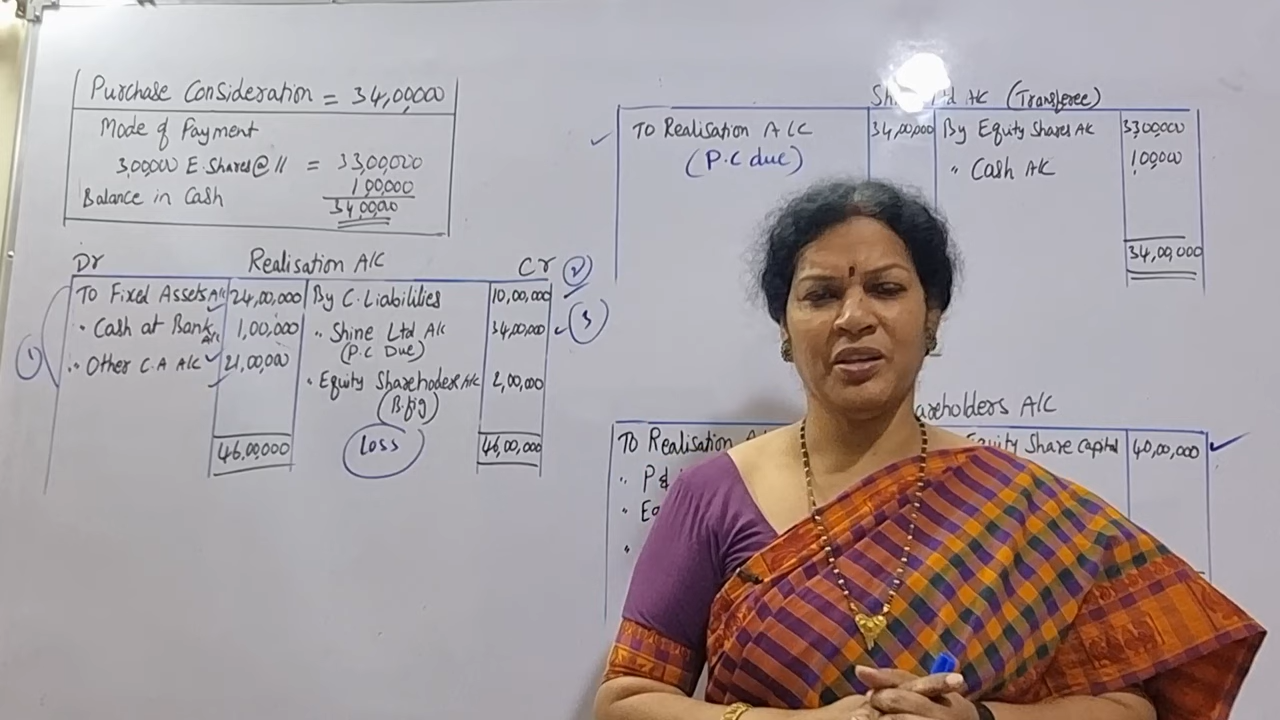 Purchase Consideration = 34,00,000
Mode of Payment
3,00,000 E.Shares@11 = 33,00,000
Balance in Cash 1,00,000
34,00,000
Dr Realisation A/C Cr 2
To Fixed Assets A/c 24,00,000 By C.Liabilities 10,00,000
" Cash at Bank A/c 1,00,000 " Shine Ltd A/c 34,00,000 3
(P.C Due)
1 " Other C.A A/C 21,00,000
" Equity Shareholders A/c 2,00,000
(B.fig)
46,00,000 Loss 46,00,000
Ltd A/C (Transferee)
To Realisation A/C 34,00,000 By Equity Shares A/c 33,00,000
(P.C due) " Cash A/C 1,00,000
34,00,000
areholders A/C
To Realisation Equity Share capital 40,00,000
" P&